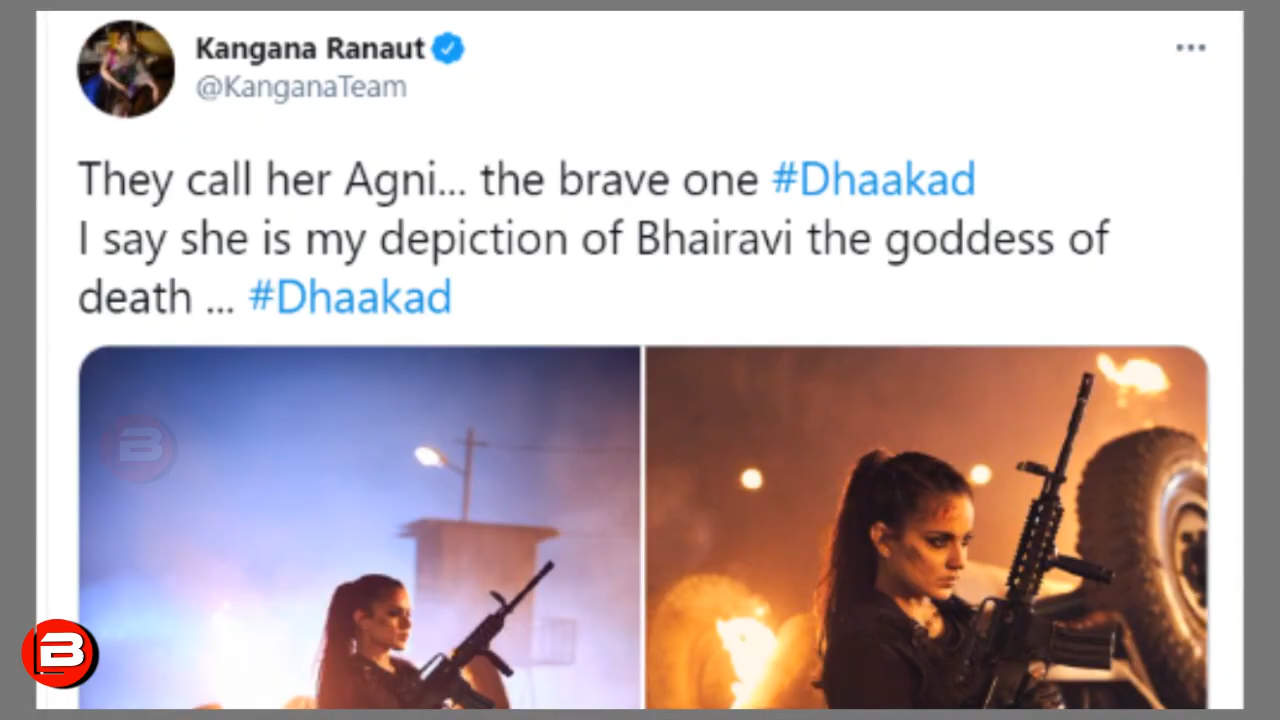 Kangana Ranaut
@KanganaTeam
They call her Agni... the brave one #Dhaakad
I say she is my depiction of Bhairavi the goddess of
death ... #Dhaakad
B
B